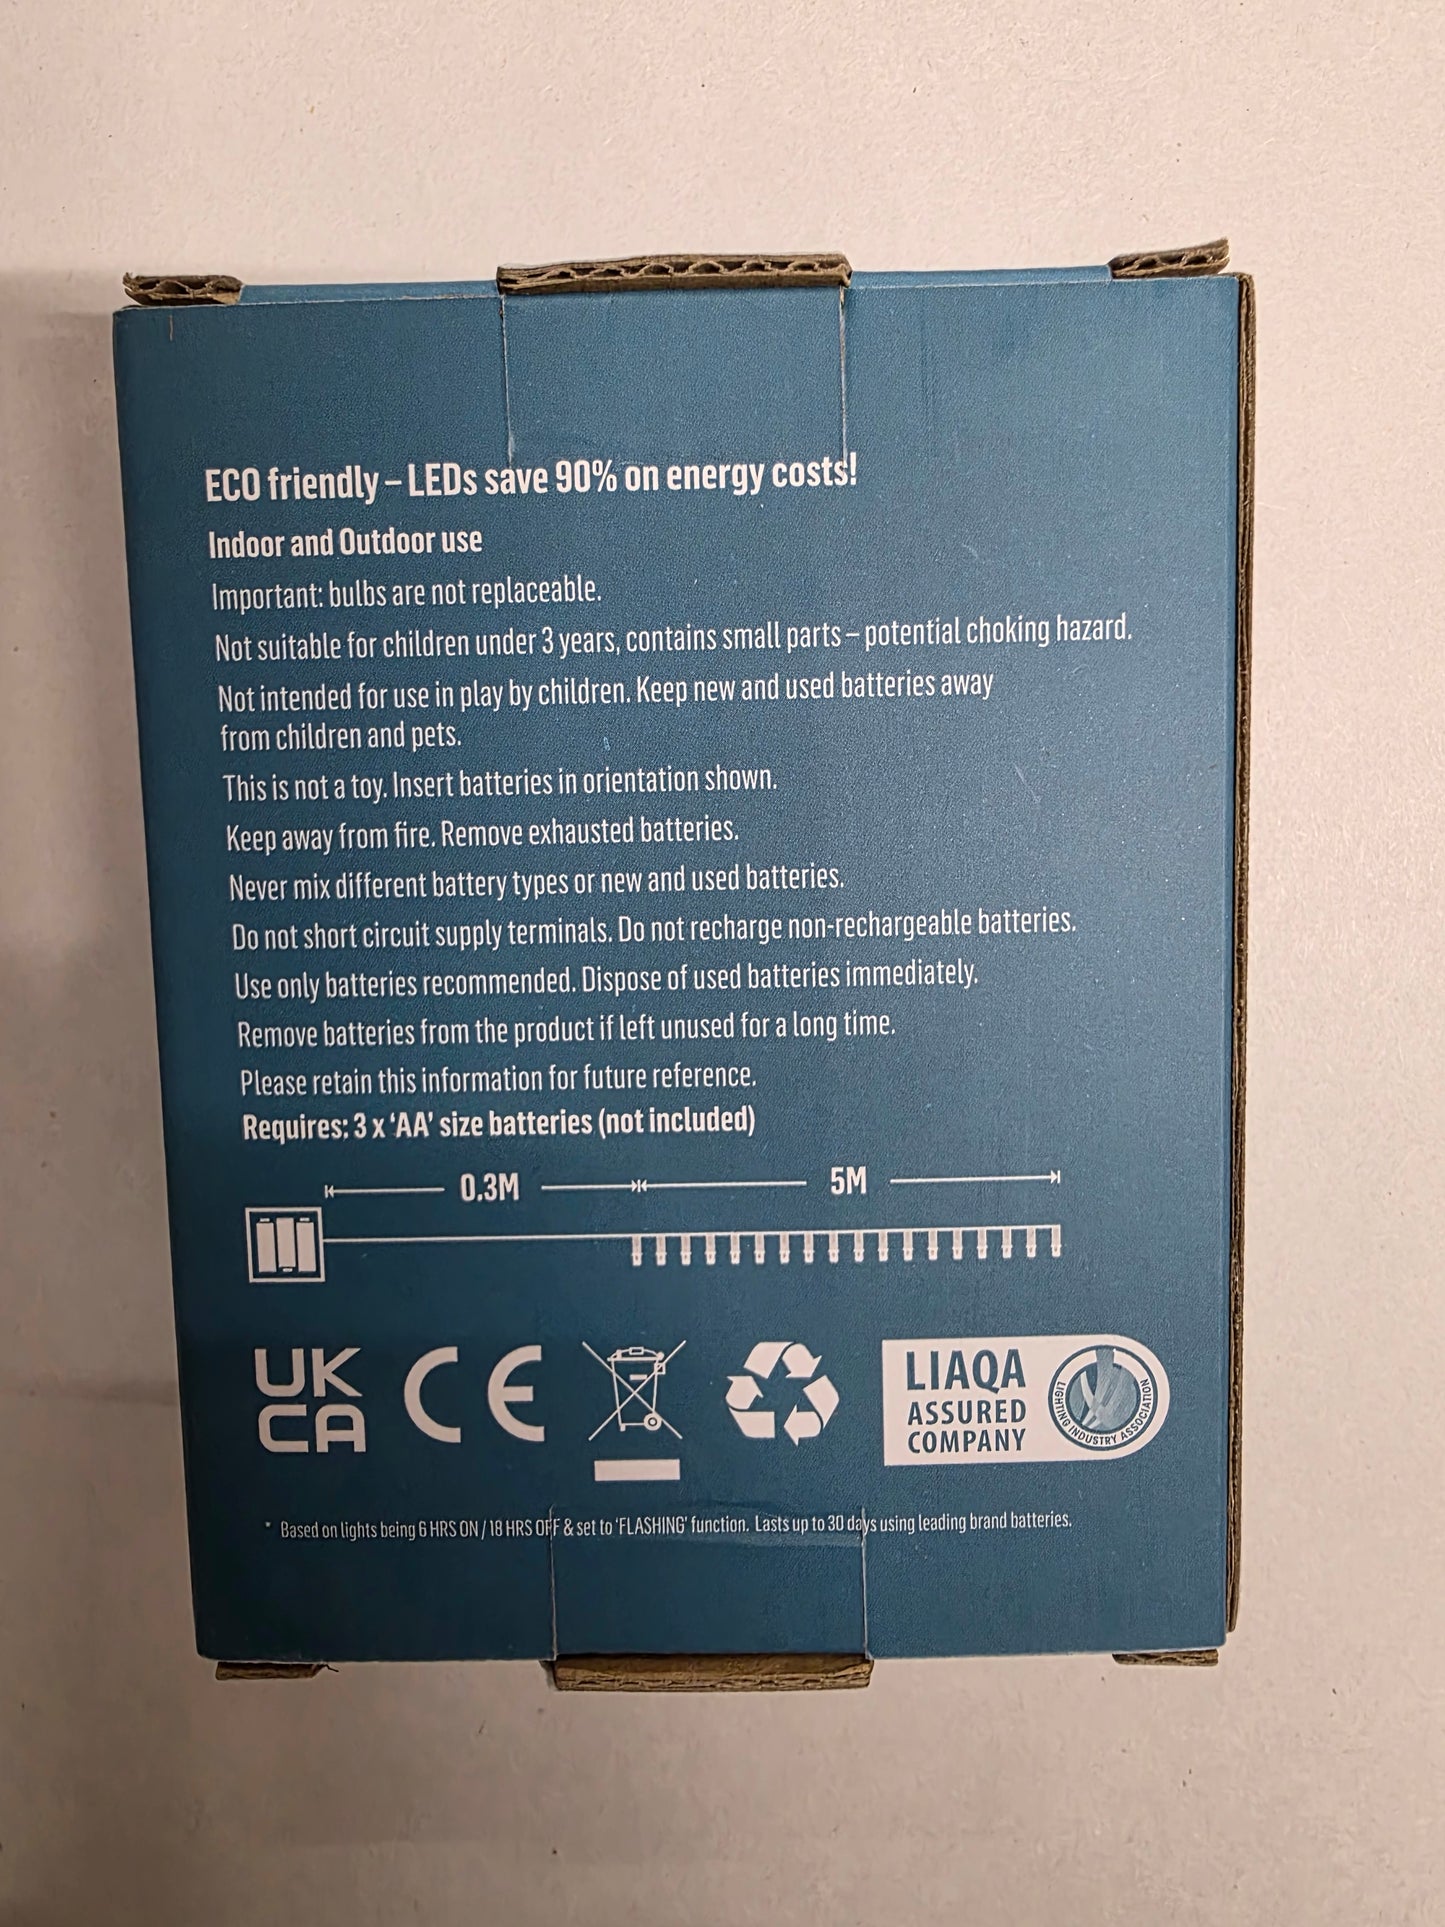 ECO friendly – LEDs save 90% on energy costs!
Indoor and Outdoor use
Important: bulbs are not replaceable.
Not suitable for children under 3 years, contains small parts – potential choking hazard.
Not intended for use in play by children. Keep new and used batteries away
from children and pets.
This is not a toy. Insert batteries in orientation shown.
Keep away from fire. Remove exhausted batteries.
Never mix different battery types or new and used batteries.
Do not short circuit supply terminals. Do not recharge non-rechargeable batteries.
Use only batteries recommended. Dispose of used batteries immediately.
Remove batteries from the product if left unused for a long time.
Please retain this information for future reference.
Requires: 3 x ‘AA’ size batteries (not included)
0.3M 5M
UK
CA
CE
LIAQA
ASSURED
COMPANY
LIGHTING INDUSTRY ASSOCIATION
* Based on lights being 6 HRS ON / 18 HRS OFF & set to ‘FLASHING’ function. Lasts up to 30 days using leading brand batteries.